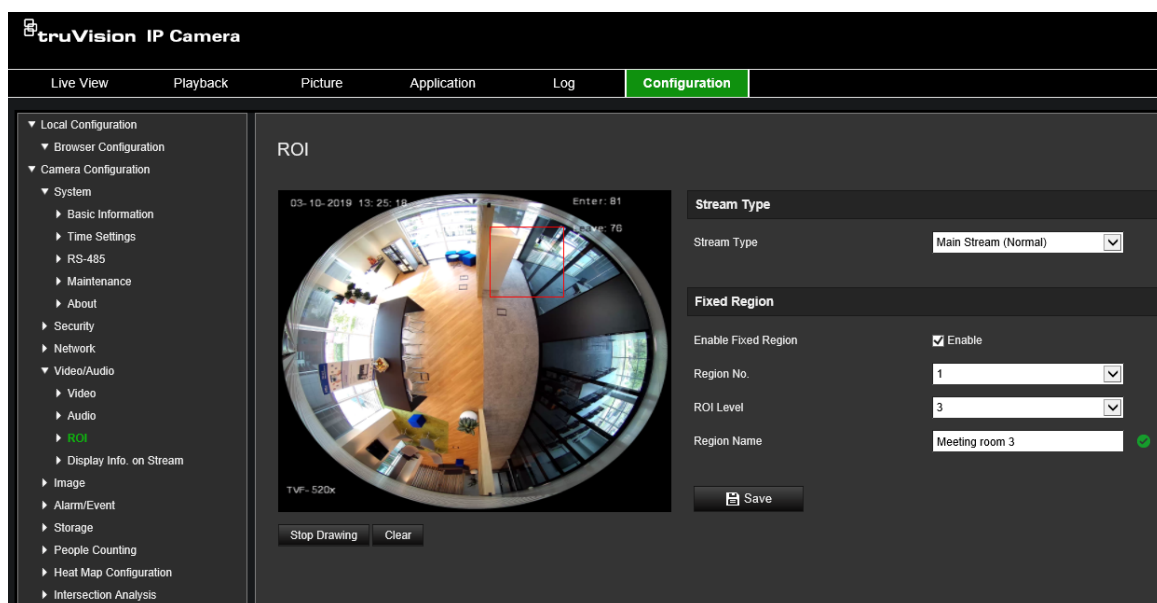 truVision IP Camera
Live View Playback Picture Application Log Configuration
Local Configuration
Browser Configuration
Camera Configuration
System
Basic Information
Time Settings
RS-485
Maintenance
About
Security
Network
Video/Audio
Video
Audio
ROI
Display Info. on Stream
Image
Alarm/Event
Storage
People Counting
Heat Map Configuration
Intersection Analysis
ROI
03-10-2019 13:25:18 Enter: 81
Leave: 76
TVF-520x
Stop Drawing Clear
Stream Type
Stream Type Main Stream (Normal)
Fixed Region
Enable Fixed Region Enable
Region No. 1
ROI Level 3
Region Name Meeting room 3
Save